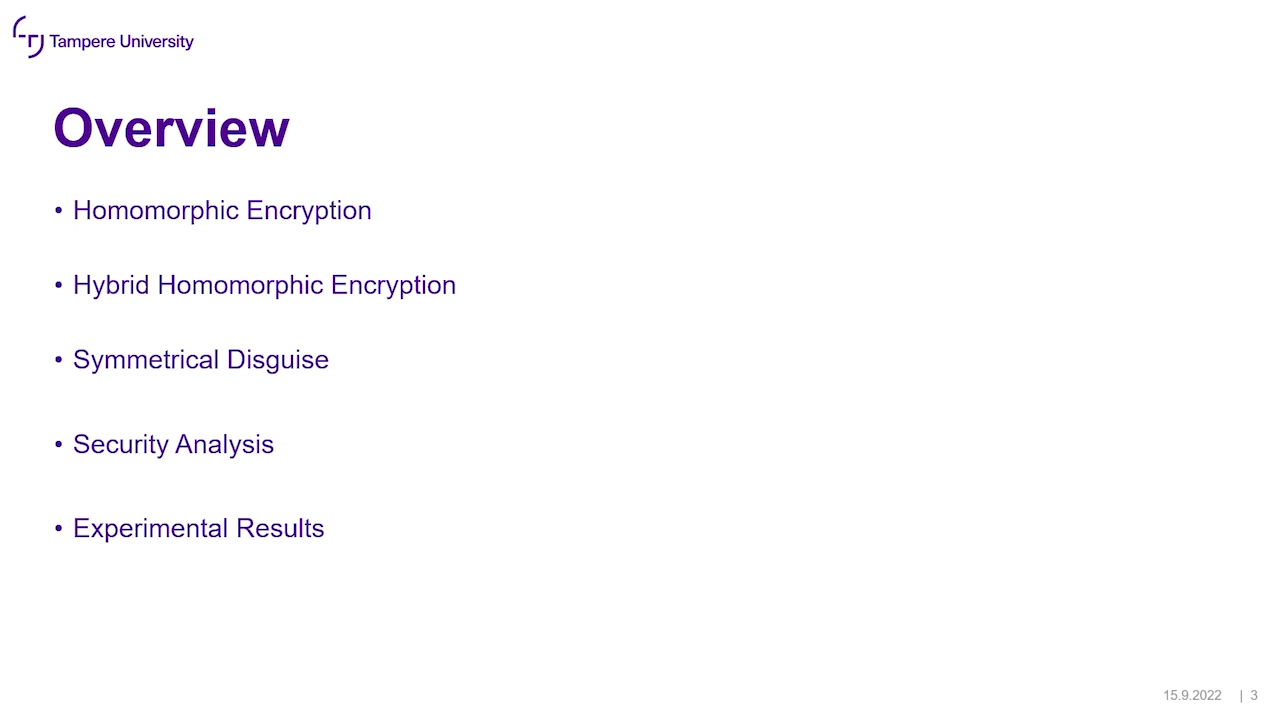 Tampere University
Overview
• Homomorphic Encryption
• Hybrid Homomorphic Encryption
• Symmetrical Disguise
• Security Analysis
• Experimental Results
15.9.2022 | 3